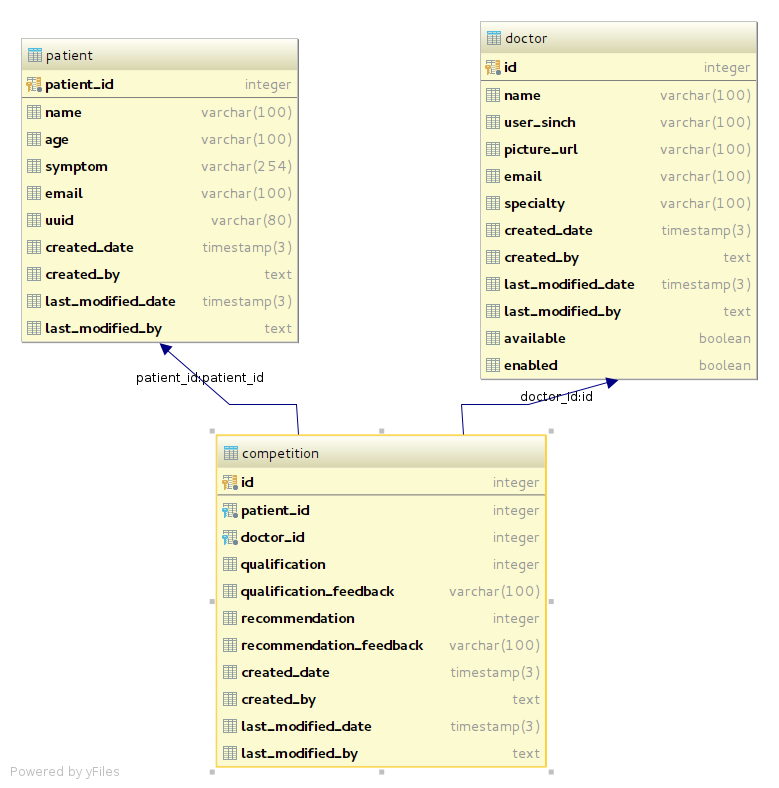 patient
patient_id integer
name varchar(100)
age varchar(100)
symptom varchar(254)
email varchar(100)
uuid varchar(80)
created_date timestamp(3)
created_by text
last_modified_date timestamp(3)
last_modified_by text
doctor
id integer
name varchar(100)
user_sinch varchar(100)
picture_url varchar(100)
email varchar(100)
specialty varchar(100)
created_date timestamp(3)
created_by text
last_modified_date timestamp(3)
last_modified_by text
available boolean
enabled boolean
patient_id:patient_id
doctor_id:id
competition
id integer
patient_id integer
doctor_id integer
qualification integer
qualification_feedback varchar(100)
recommendation integer
recommendation_feedback varchar(100)
created_date timestamp(3)
created_by text
last_modified_date timestamp(3)
last_modified_by text
Powered by yFiles